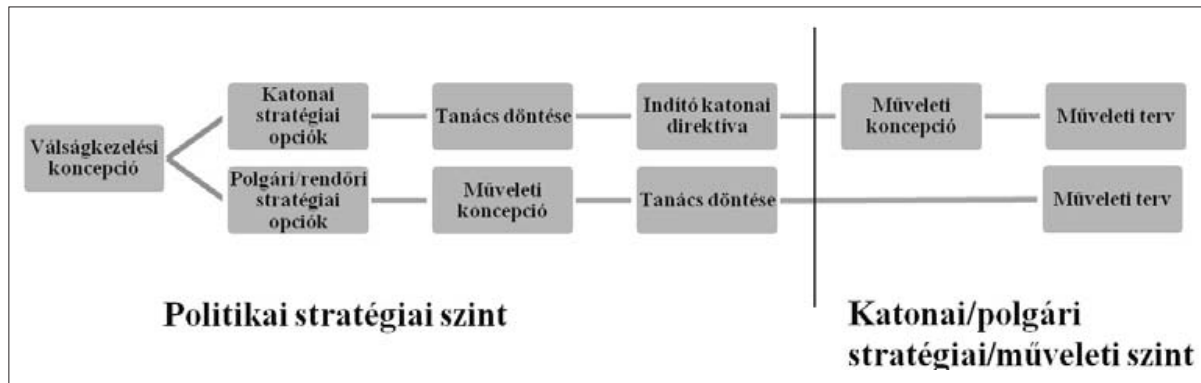 Válságkezelési
koncepció
Katonai
stratégiai
opciók
Tanács döntése
Indító katonai
direktíva
Műveleti
koncepció
Műveleti terv
Polgári/rendőri
stratégiai
opciók
Műveleti
koncepció
Tanács döntése
Műveleti terv
Politikai stratégiai szint
Katonai/polgári
stratégiai/műveleti szint